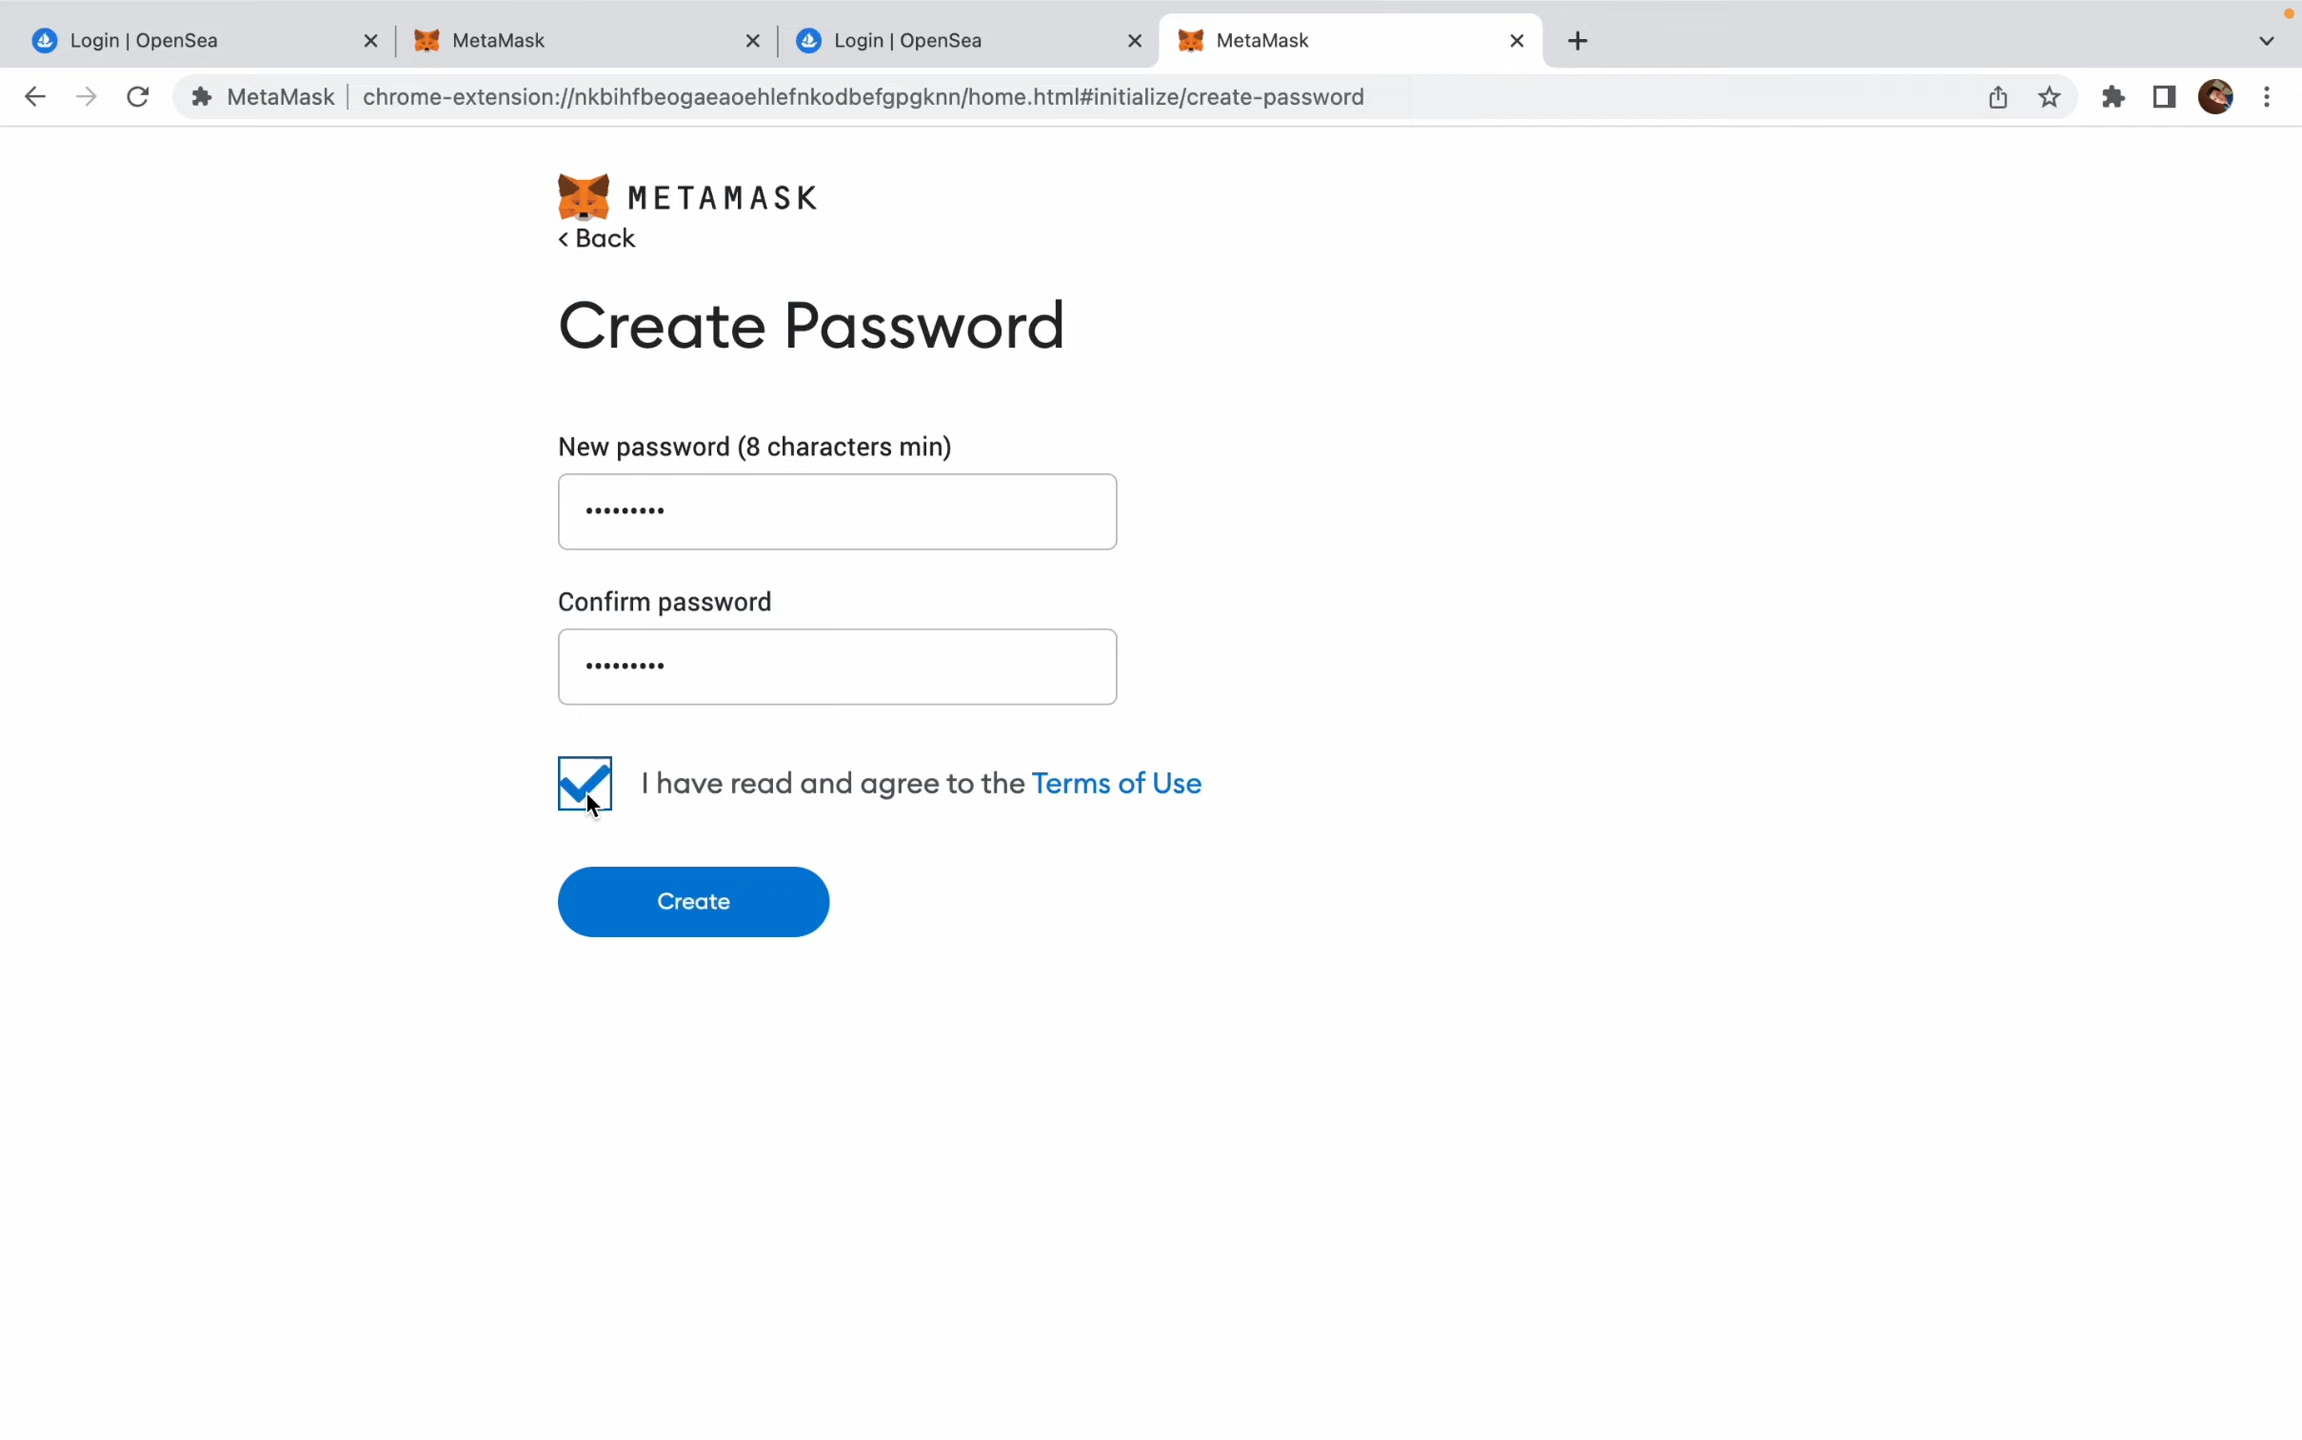 Login | OpenSea
MetaMask
Login | OpenSea
MetaMask
MetaMask
chrome-extension://nkbihfbeogaeaoehlefnkodbefgpgknn/home.html#initialize/create-password
METAMASK
< Back
Create Password
New password (8 characters min)
•••••••••
Confirm password
•••••••••
I have read and agree to the Terms of Use
Create